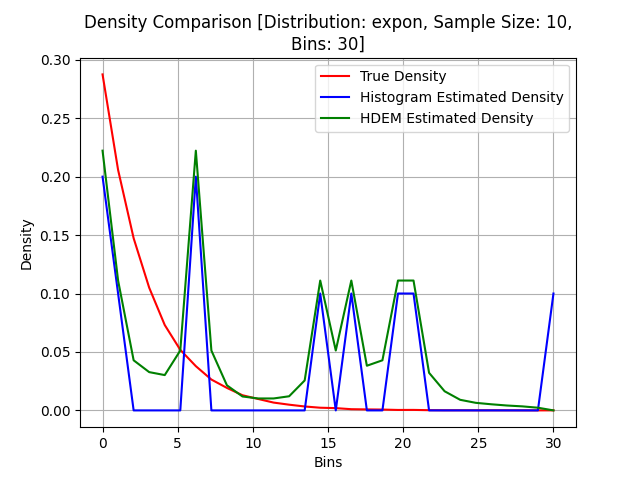 Density Comparison [Distribution: expon, Sample Size: 10,
Bins: 30]
True Density
Histogram Estimated Density
HDEM Estimated Density
Density
0.30
0.25
0.20
0.15
0.10
0.05
0.00
0 5 10 15 20 25 30
Bins